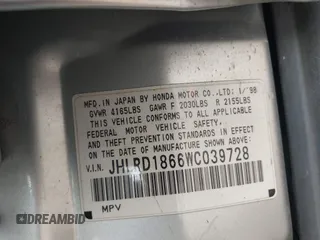 MFD. IN JAPAN BY HONDA MOTOR CO.,LTD: 1/'98
GVWR 4165LBS GAWR F 2030LBS R 2155LBS
THIS VEHICLE CONFORMS TO ALL APPLICABLE
FEDERAL MOTOR VEHICLE SAFETY,
AND THEFT PREVENTION STANDARDS IN EFFECT
ON THE DATE OF MANUFACTURE SHOWN ABOVE.
V.I.N. JHLRD1866WC039728
MPV
DRIVEAUTHORITY